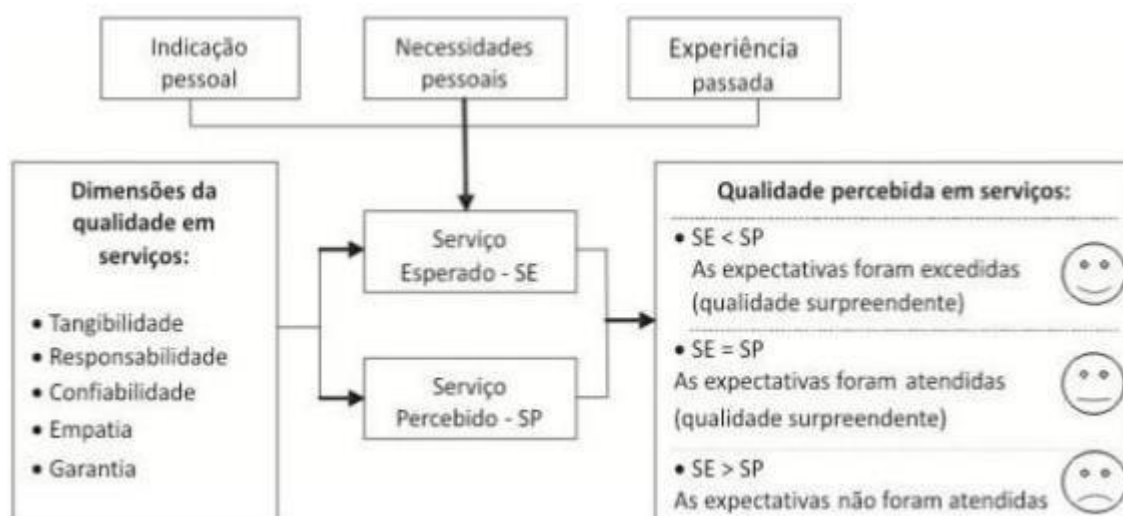 Indicação
pessoal
Necessidades
pessoais
Experiência
passada
Dimensões da
qualidade em
serviços:
• Tangibilidade
• Responsabilidade
• Confiabilidade
• Empatia
• Garantia
Serviço
Esperado - SE
Serviço
Percebido - SP
Qualidade percebida em serviços:
• SE < SP
As expectativas foram excedidas
(qualidade surpreendente)
• SE = SP
As expectativas foram atendidas
(qualidade surpreendente)
• SE > SP
As expectativas não foram atendidas